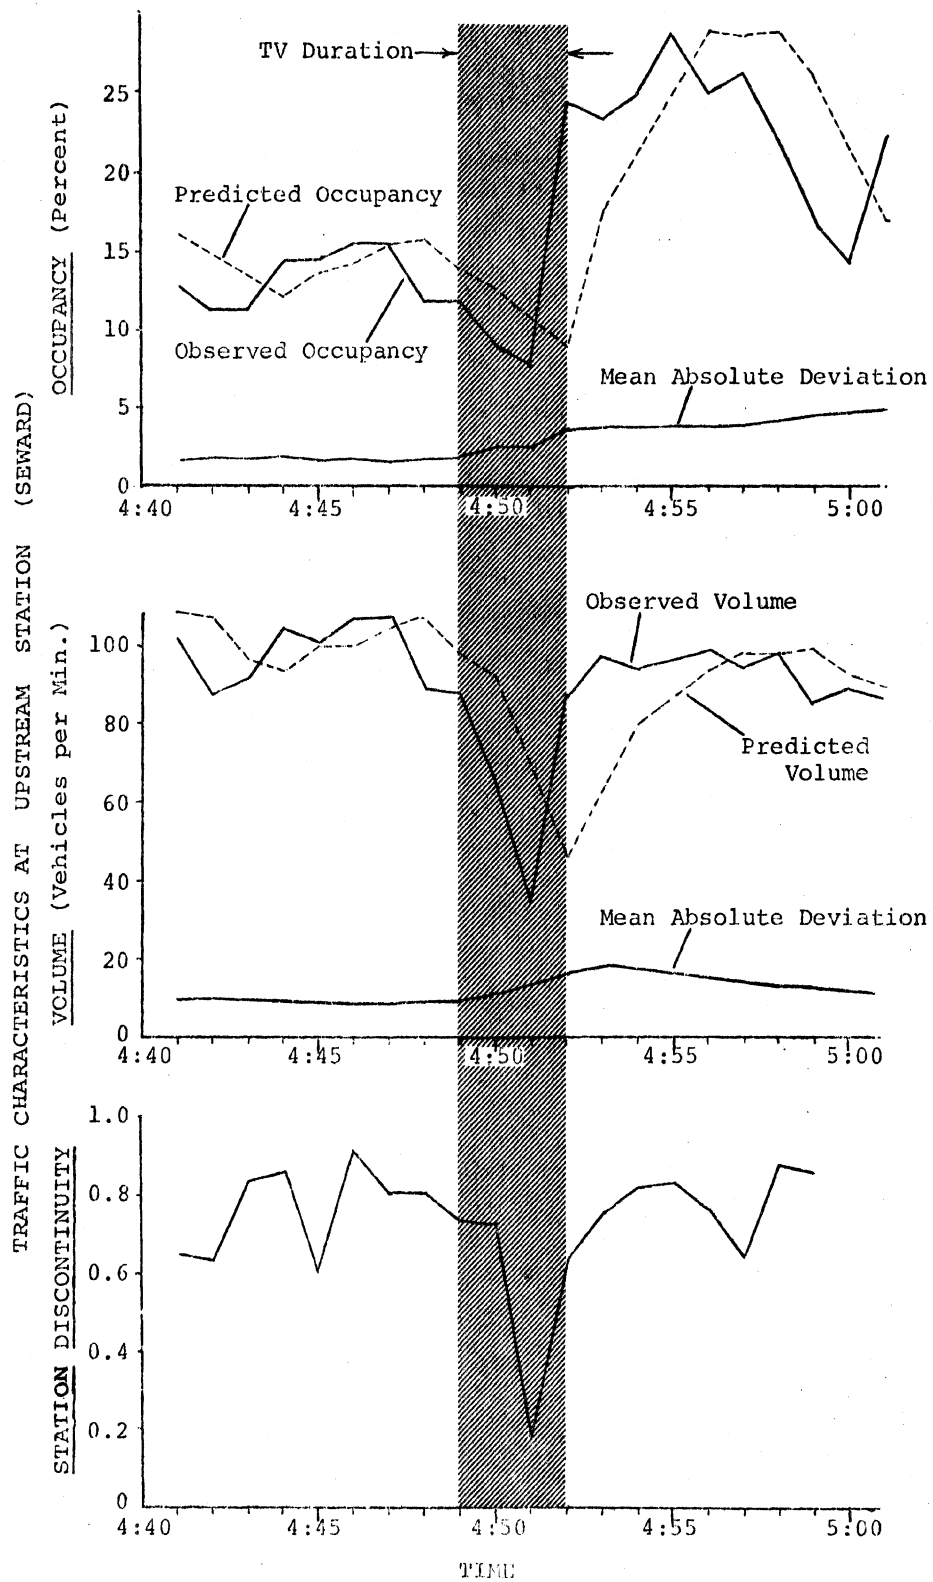 TRAFFIC CHARACTERISTICS AT UPSTREAM STATION (SEWARD)
OCCUPANCY (Percent)
TV Duration
25
20
Predicted Occupancy
15
10
Observed Occupancy
Mean Absolute Deviation
5
0
4:40 4:45 4:50 4:55 5:00
VOLUME (Vehicles per Min.)
Observed Volume
100
80
Predicted
Volume
60
40
Mean Absolute Deviation
20
0
4:40 4:45 4:50 4:55 5:00
STATION DISCONTINUITY
1.0
0.8
0.6
0.4
0.2
0
4:40 4:45 4:50 4:55 5:00
TIME